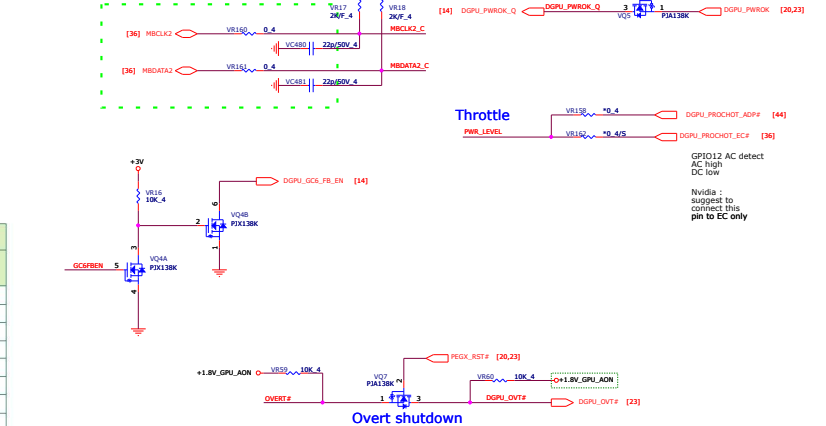 VR17
2K/F_4
VR18
2K/F_4
[36] MBCLK2
VR160 0_4
MBCLK2_C
VC480 22p/50V_4
[36] MBDATA2
VR161 0_4
MBDATA2_C
VC481 22p/50V_4
[14] DGPU_PWROK_Q
DGPU_PWROK_Q
3
1
VQ5
PJA138K
DGPU_PWROK [20,23]
Throttle
PWR_LEVEL
VR158 *0_4
DGPU_PROCHOT_ADP# [44]
VR162 *0_4/S
DGPU_PROCHOT_EC# [36]
GPIO12 AC detect
AC high
DC low
Nvidia :
suggest to
connect this
pin to EC only
+3V
VR16
10K_4
DGPU_GC6_FB_EN [14]
6
2
VQ4B
PJX138K
1
3
VQ4A
PJX138K
GC6FBEN
5
4
+1.8V_GPU_AON
VR59 10K_4
PEGX_RST# [20,23]
VQ7
PJA138K
2
VR60 10K_4
+1.8V_GPU_AON
OVERT#
1
3
DGPU_OVT#
DGPU_OVT# [23]
Overt shutdown